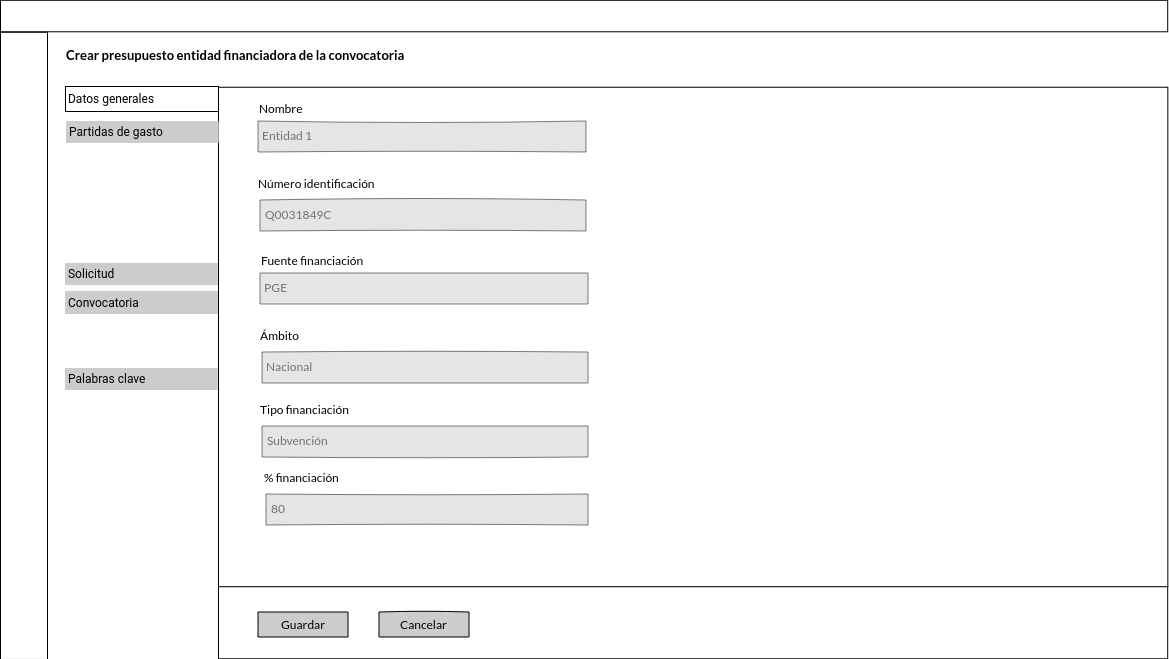 Crear presupuesto entidad financiadora de la convocatoria
Datos generales
Partidas de gasto
Solicitud
Convocatoria
Palabras clave
Nombre
Entidad 1
Número identificación
Q0031849C
Fuente financiación
PGE
Ámbito
Nacional
Tipo financiación
Subvención
% financiación
80
Guardar
Cancelar